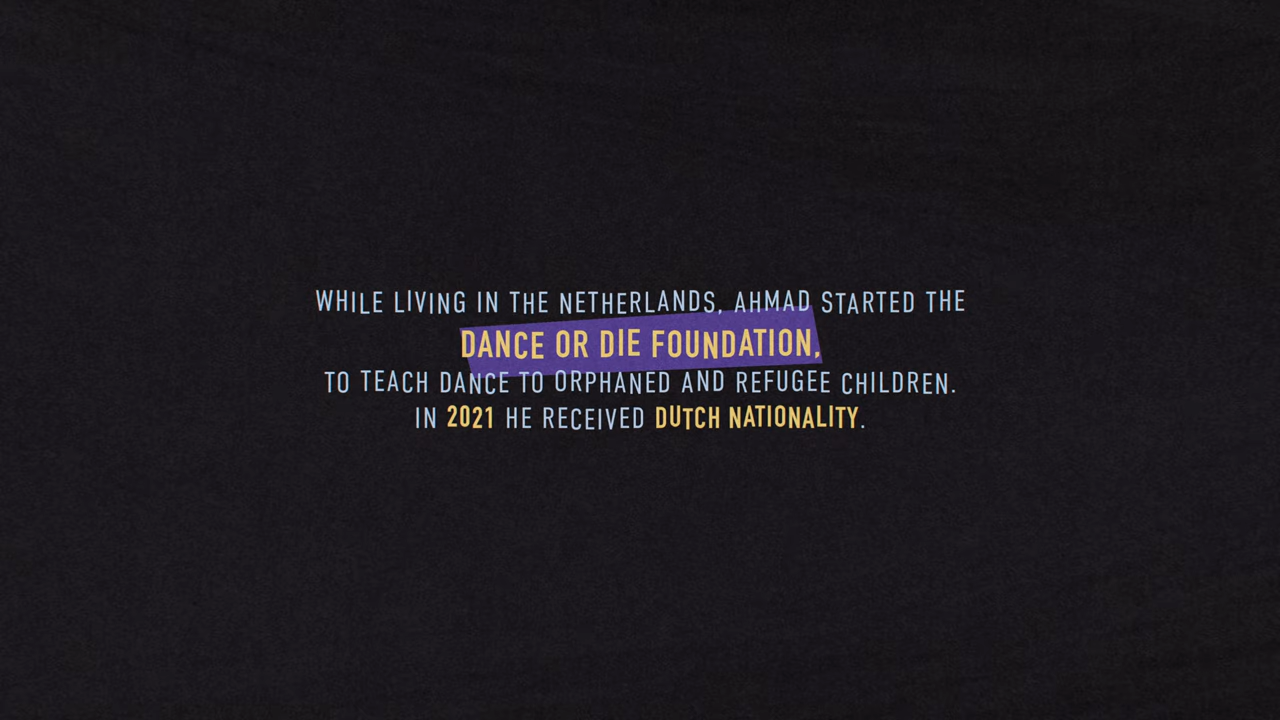 WHILE LIVING IN THE NETHERLANDS, AHMAD STARTED THE
DANCE OR DIE FOUNDATION,
TO TEACH DANCE TO ORPHANED AND REFUGEE CHILDREN.
IN 2021 HE RECEIVED DUTCH NATIONALITY.